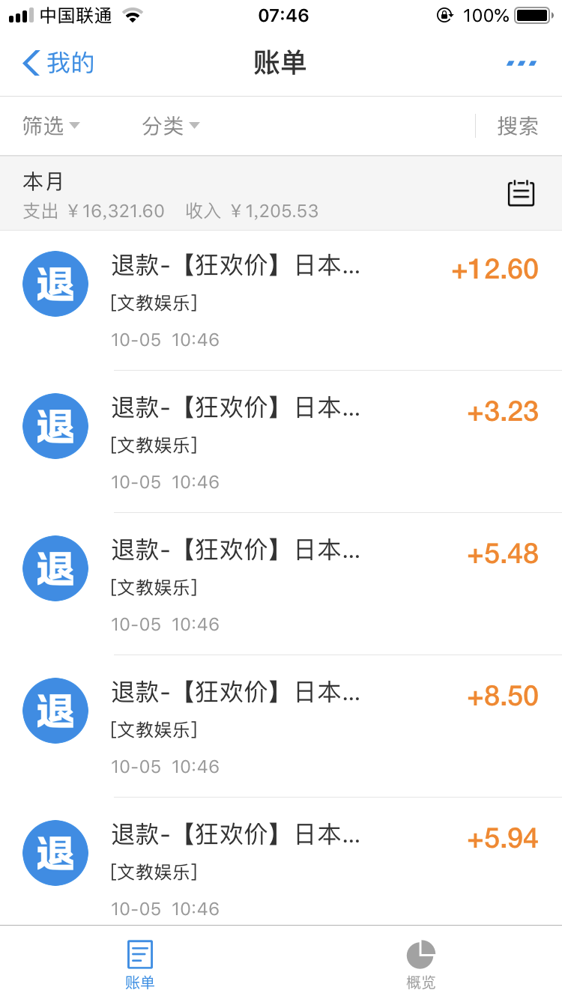 中国联通 07:46 100%
我的 账单
筛选 分类 搜索
本月
支出 ¥16,321.60 收入 ¥1,205.53
退 退款-【狂欢价】日本... +12.60
[文教娱乐]
10-05 10:46
退 退款-【狂欢价】日本... +3.23
[文教娱乐]
10-05 10:46
退 退款-【狂欢价】日本... +5.48
[文教娱乐]
10-05 10:46
退 退款-【狂欢价】日本... +8.50
[文教娱乐]
10-05 10:46
退 退款-【狂欢价】日本... +5.94
[文教娱乐]
10-05 10:46
账单 概览